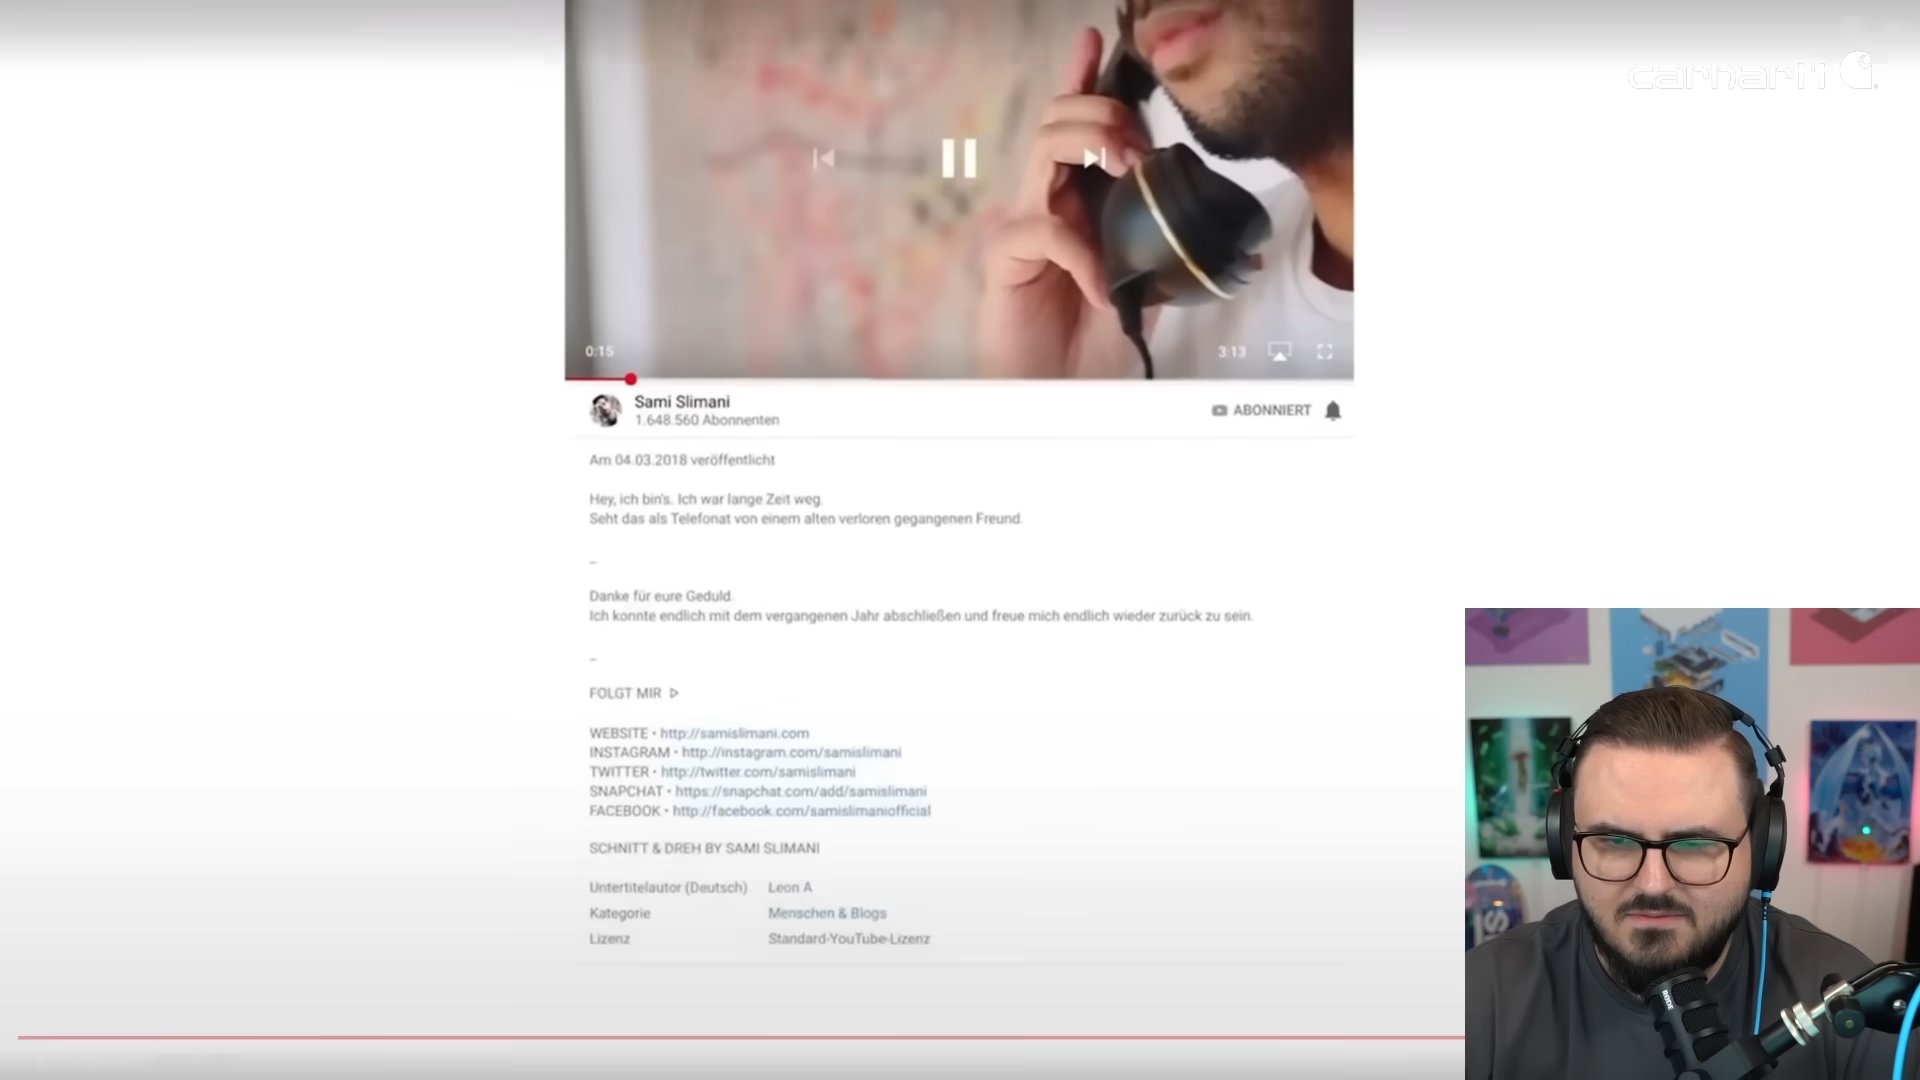 carhartt
0:15
3:13
Sami Slimani
1.648.560 Abonnenten
ABONNIERT
Am 04.03.2018 veröffentlicht
Hey, ich bin's. Ich war lange Zeit weg.
Seht das als Telefonat von einem alten verloren gegangenen Freund.
–
Danke für eure Geduld.
Ich konnte endlich mit dem vergangenen Jahr abschließen und freue mich endlich wieder zurück zu sein.
–
FOLGT MIR ▷
WEBSITE • http://samislimani.com
INSTAGRAM • http://instagram.com/samislimani
TWITTER • http://twitter.com/samislimani
SNAPCHAT • https://snapchat.com/add/samislimani
FACEBOOK • http://facebook.com/samislimaniofficial
SCHNITT & DREH BY SAMI SLIMANI
Untertitelautor (Deutsch) Leon A
Kategorie Menschen & Blogs
Lizenz Standard-YouTube-Lizenz
RØDE